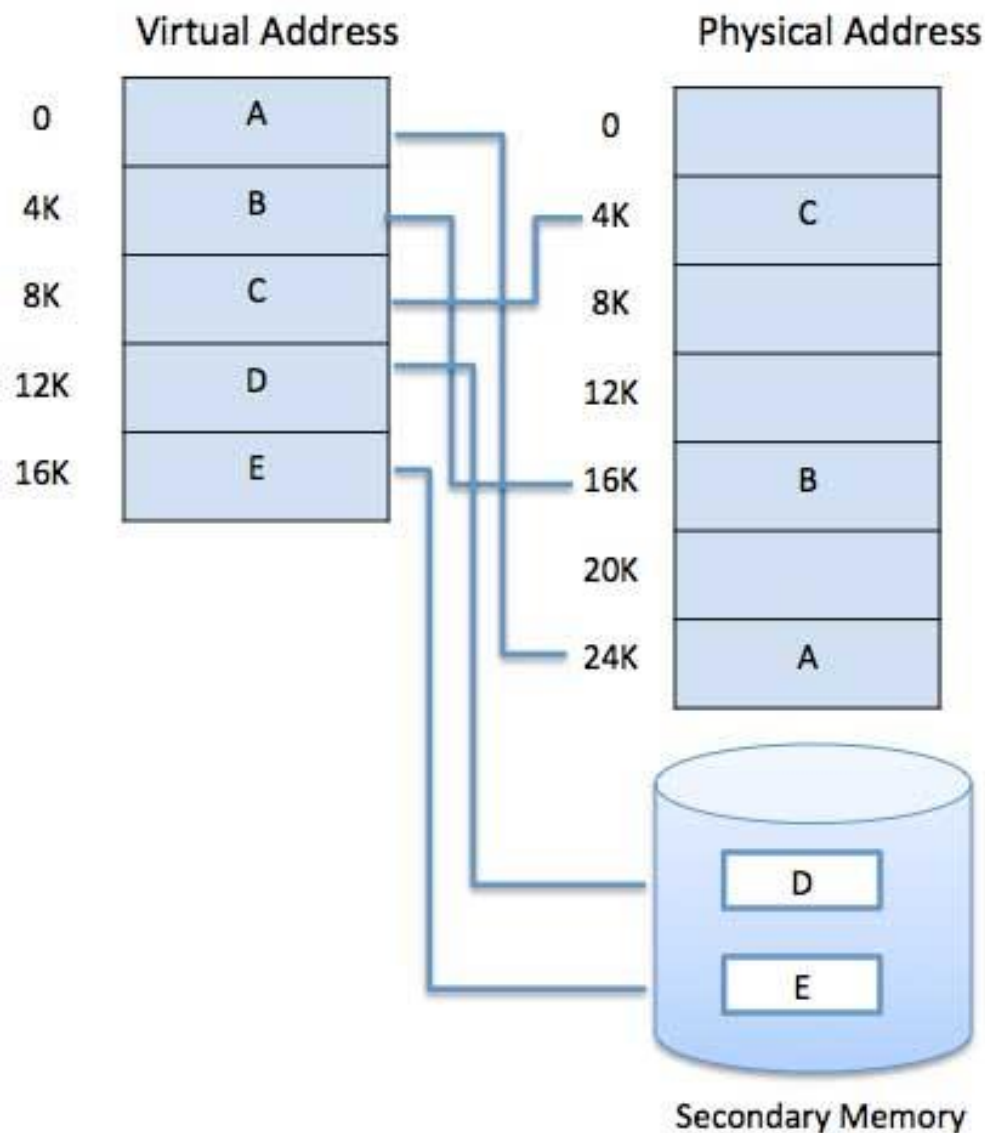 Virtual Address
Physical Address
0
A
4K
B
8K
C
12K
D
16K
E
0
4K
C
8K
12K
16K
B
20K
24K
A
D
E
Secondary Memory